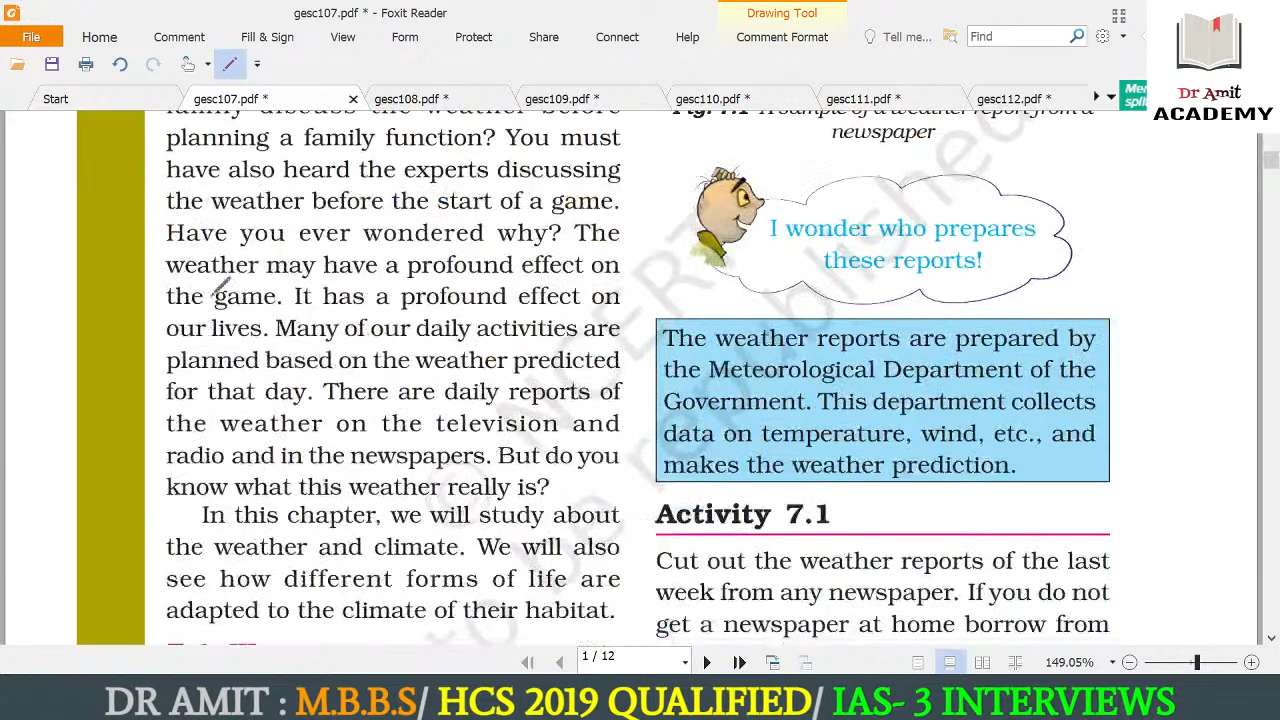 gesc107.pdf * - Foxit Reader
Drawing Tool
File Home Comment Fill & Sign View Form Protect Share Connect Help Comment Format Tell me... Find
Start gesc107.pdf * gesc108.pdf * gesc109.pdf * gesc110.pdf * gesc111.pdf * gesc112.pdf *
Dr Amit
ACADEMY
planning a family function? You must
have also heard the experts discussing
the weather before the start of a game.
Have you ever wondered why? The
weather may have a profound effect on
the game. It has a profound effect on
our lives. Many of our daily activities are
planned based on the weather predicted
for that day. There are daily reports of
the weather on the television and
radio and in the newspapers. But do you
know what this weather really is?
In this chapter, we will study about
the weather and climate. We will also
see how different forms of life are
adapted to the climate of their habitat.
Fig. 7.1 A sample of a weather report from a
newspaper
I wonder who prepares
these reports!
The weather reports are prepared by
the Meteorological Department of the
Government. This department collects
data on temperature, wind, etc., and
makes the weather prediction.
Activity 7.1
Cut out the weather reports of the last
week from any newspaper. If you do not
get a newspaper at home borrow from
© NCERT
be republished
1 / 12
149.05%
DR AMIT : M.B.B.S/ HCS 2019 QUALIFIED/ IAS- 3 INTERVIEWS